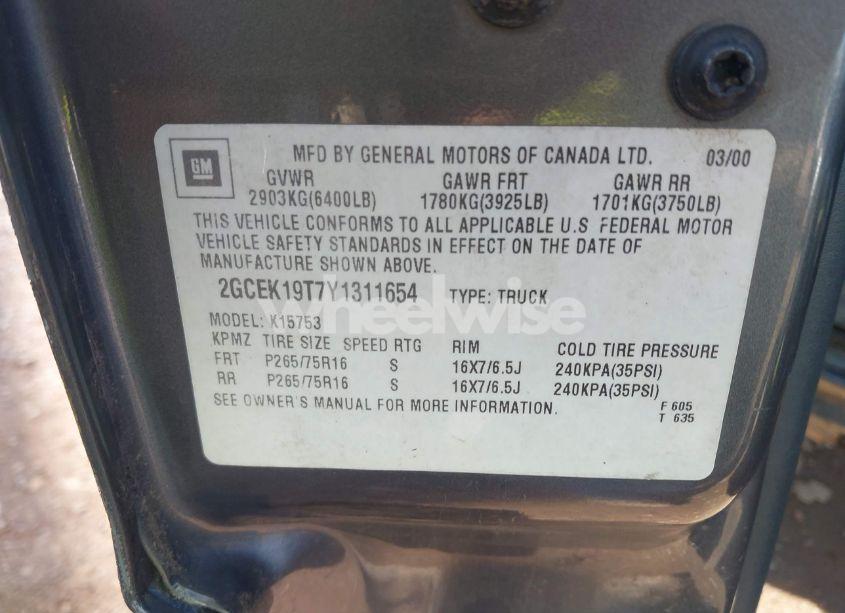 GM
MFD BY GENERAL MOTORS OF CANADA LTD. 03/00
GVWR GAWR FRT GAWR RR
2903KG(6400LB) 1780KG(3925LB) 1701KG(3750LB)
THIS VEHICLE CONFORMS TO ALL APPLICABLE U.S FEDERAL MOTOR
VEHICLE SAFETY STANDARDS IN EFFECT ON THE DATE OF
MANUFACTURE SHOWN ABOVE.
2GCEK19T7Y1311654 TYPE: TRUCK
MODEL: K15753
wheelwise
KPMZ TIRE SIZE SPEED RTG RIM COLD TIRE PRESSURE
FRT P265/75R16 S 16X7/6.5J 240KPA(35PSI)
RR P265/75R16 S 16X7/6.5J 240KPA(35PSI)
SEE OWNER'S MANUAL FOR MORE INFORMATION.
F 605
T 635